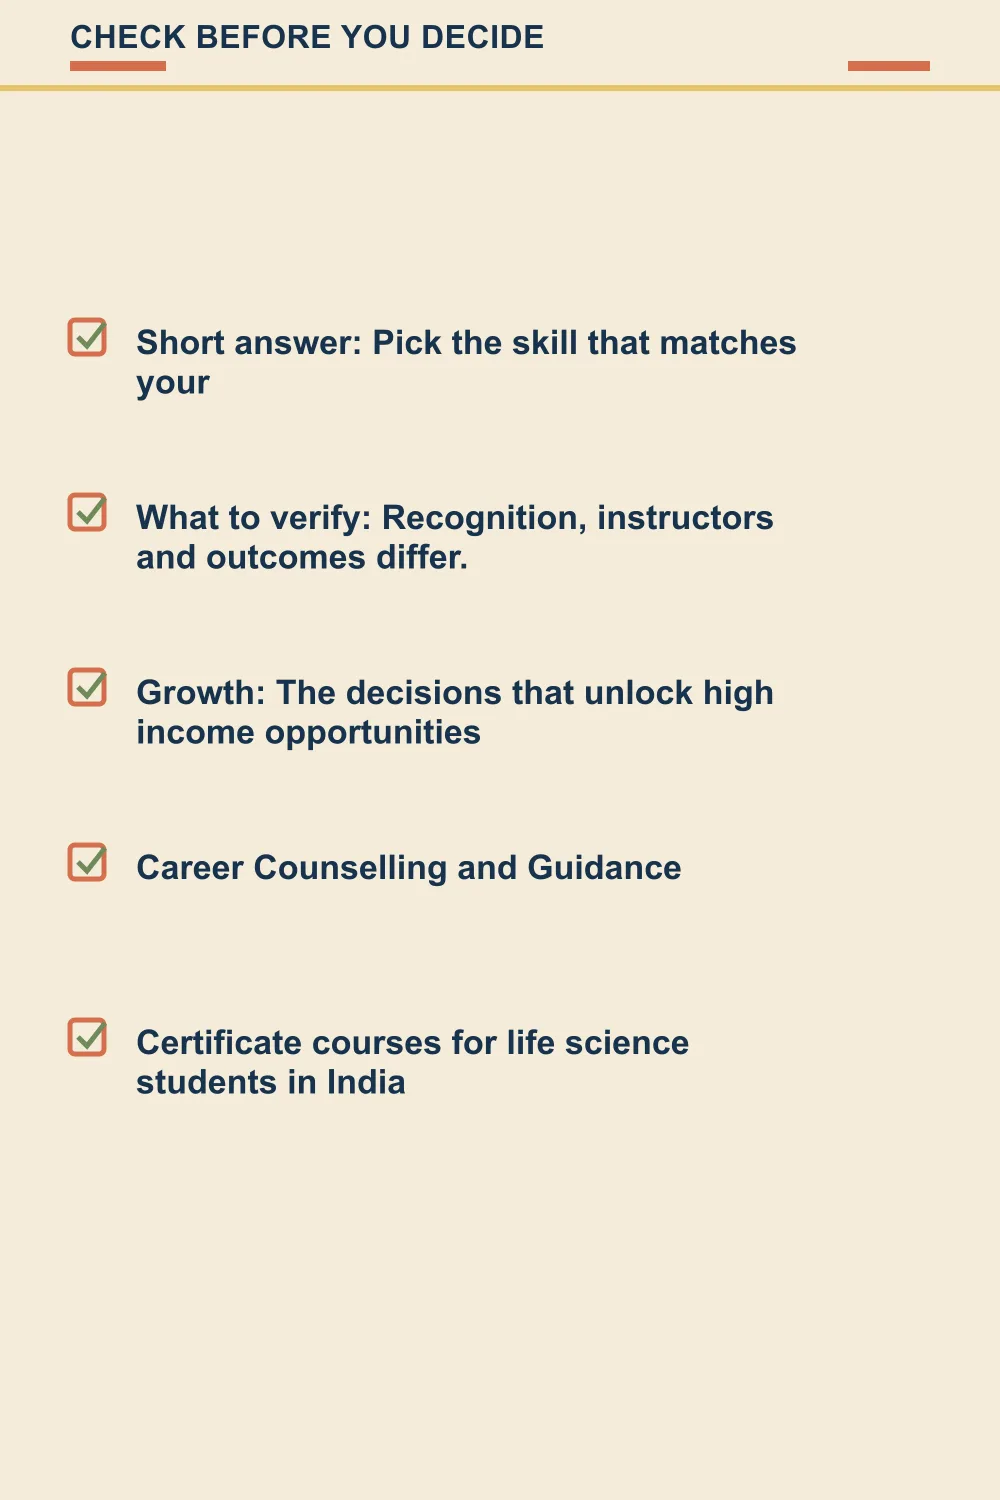 CHECK BEFORE YOU DECIDE
Short answer: Pick the skill that matches
your
What to verify: Recognition, instructors
and outcomes differ.
Growth: The decisions that unlock high
income opportunities
Career Counselling and Guidance
Certificate courses for life science
students in India